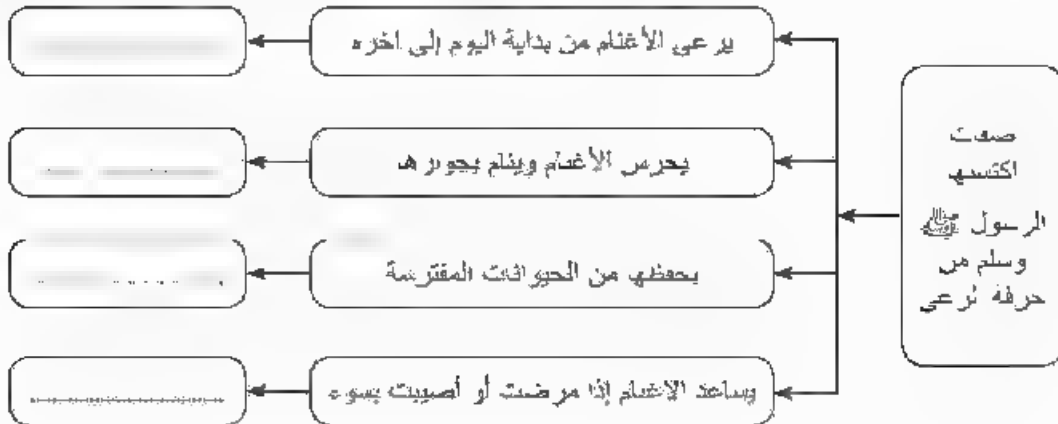 صفات
اكتسبها
الرسول ﷺ
وسلم من
حرفة الرعي
يرعى الأغنام من بداية اليوم إلى آخره
يحرس الأغنام وينام بجوارها
يحفظها من الحيوانات المفترسة
يساعد الأغنام إذا مرضت أو أصيبت بسوء